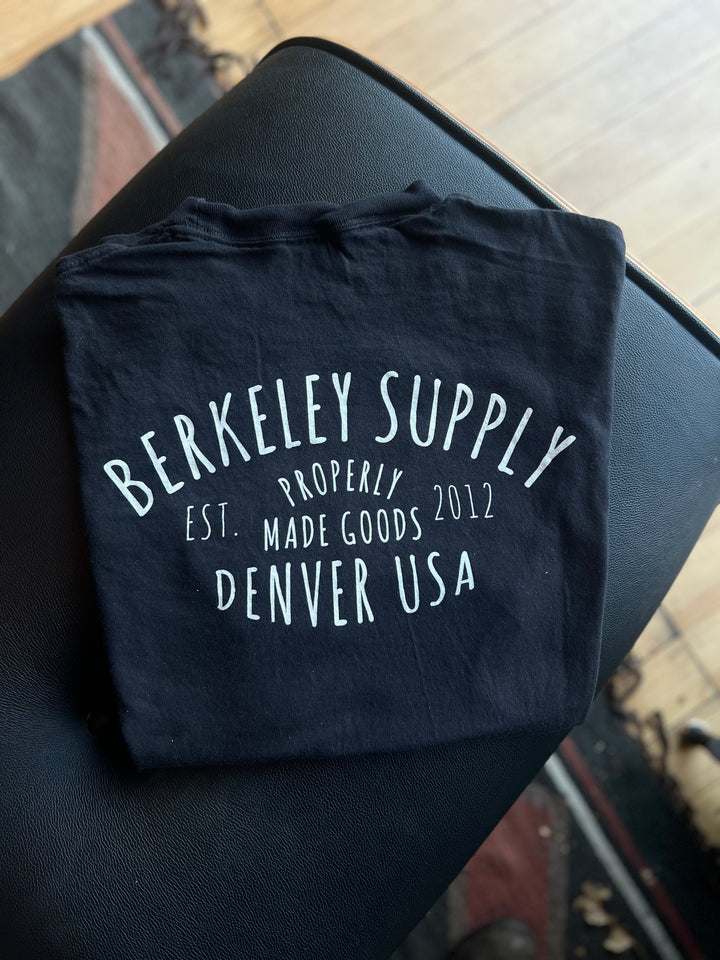 BERKELEY SUPPLY
PROPERLY
EST. MADE GOODS 2012
DENVER USA